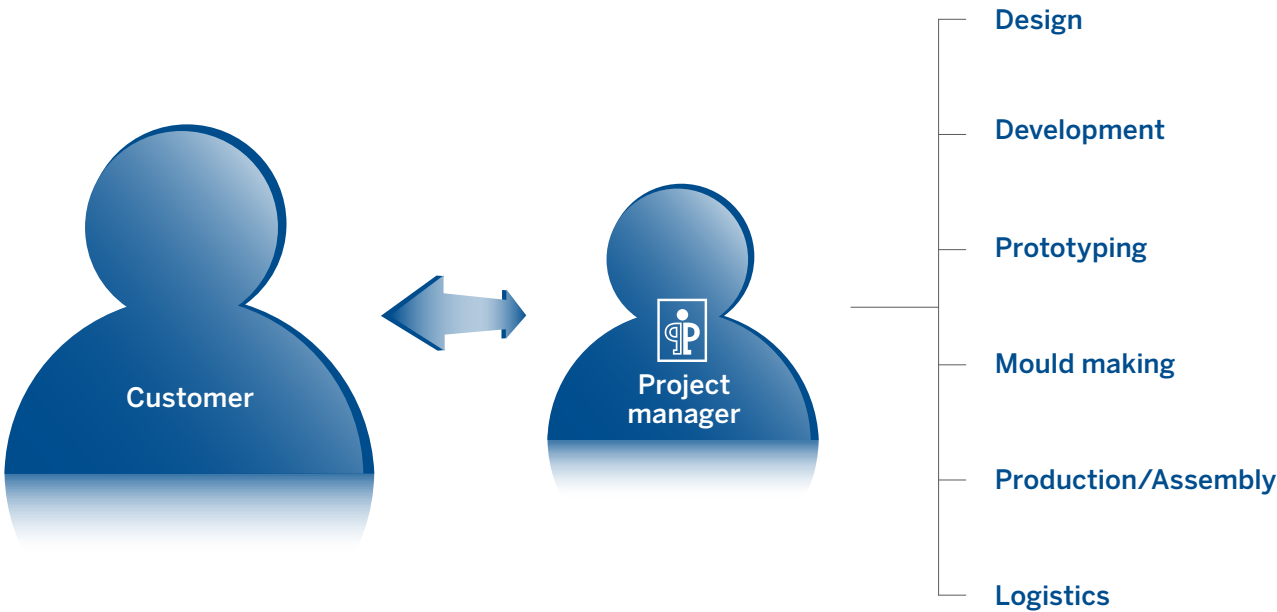 Design
Development
Prototyping
Mould making
Production/Assembly
Logistics
Customer
Project
manager